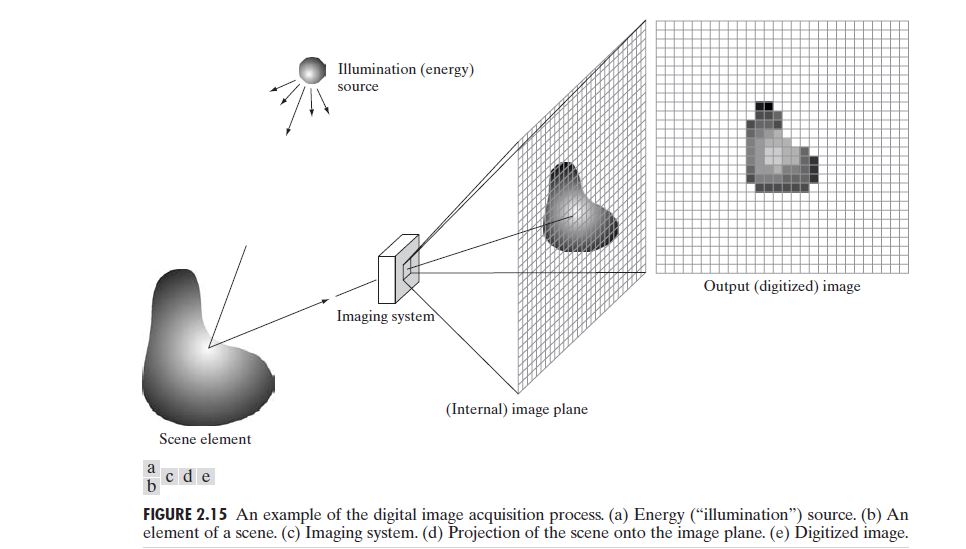 Illumination (energy)
source
Output (digitized) image
Imaging system
(Internal) image plane
Scene element
a
b
c d e
FIGURE 2.15 An example of the digital image acquisition process. (a) Energy (“illumination”) source. (b) An
element of a scene. (c) Imaging system. (d) Projection of the scene onto the image plane. (e) Digitized image.